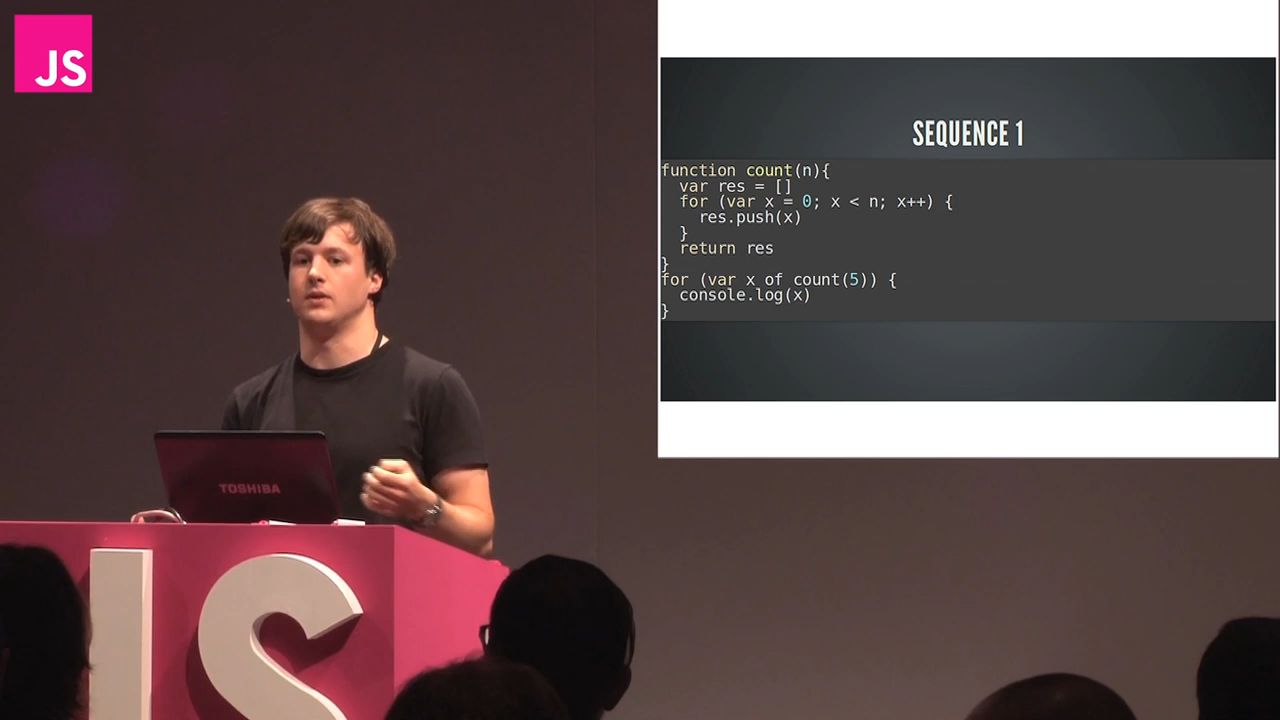 JS
SEQUENCE 1
function count(n){
  var res = []
  for (var x = 0; x < n; x++) {
    res.push(x)
  }
  return res
}
for (var x of count(5)) {
  console.log(x)
}
TOSHIBA
JS